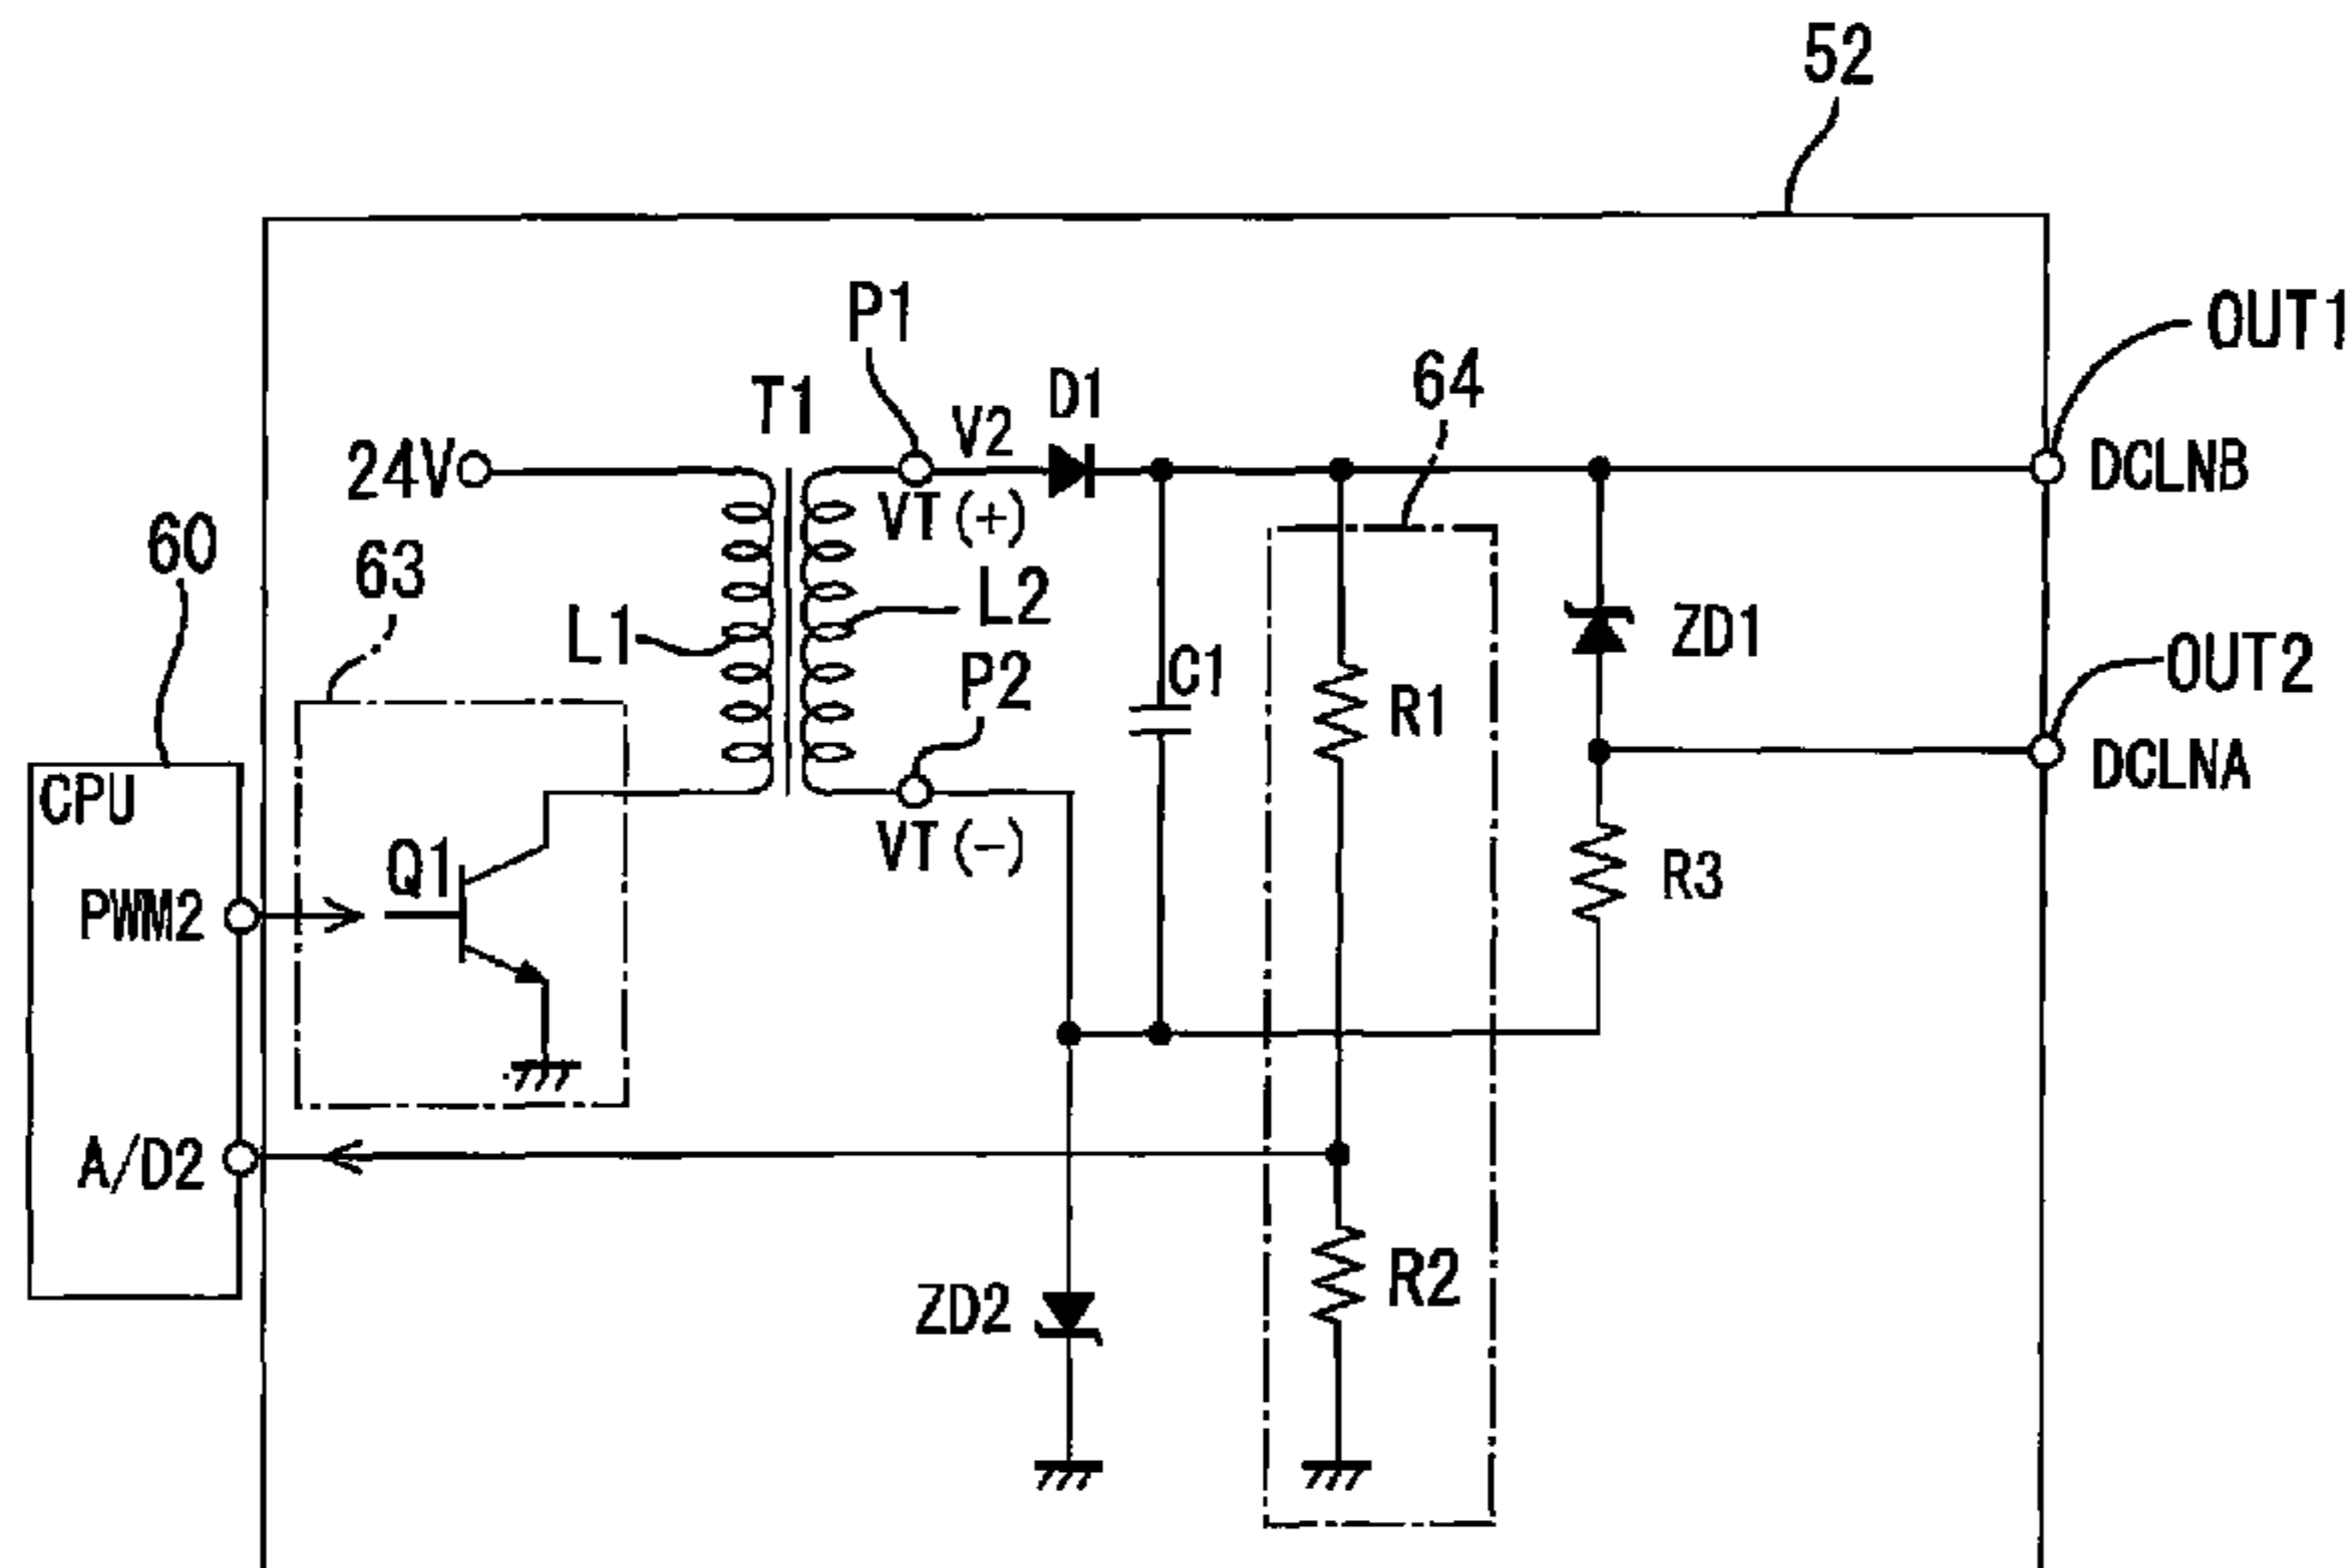 52
P1
OUT1
T1
V2
D1
64
24V
DCLNB
VT(+)
60
63
L1
L2
ZD1
OUT2
P2
C1
R1
CPU
DCLNA
VT(-)
Q1
R3
PWM2
A/D2
ZD2
R2